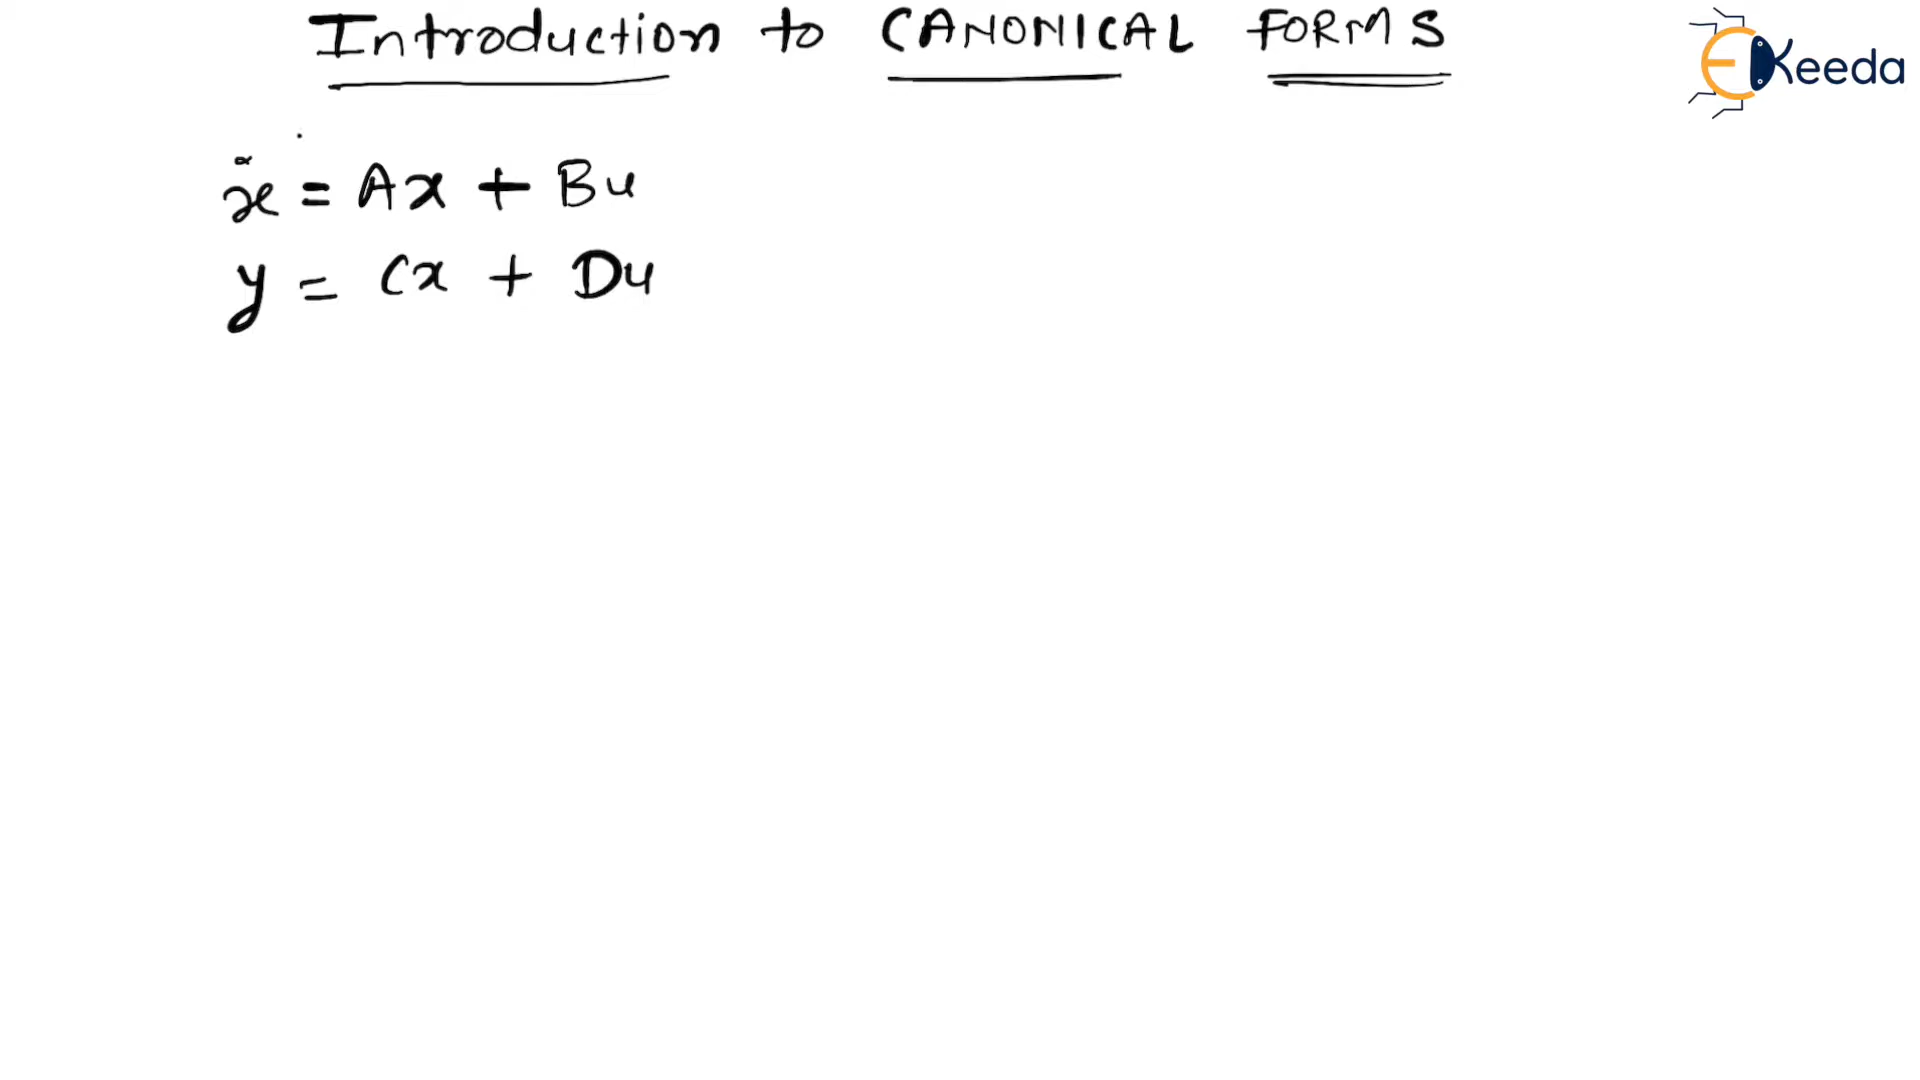 Introduction to CANONICAL FORMS
EKeeda
ẋ = Ax + Bu
y = Cx + Du